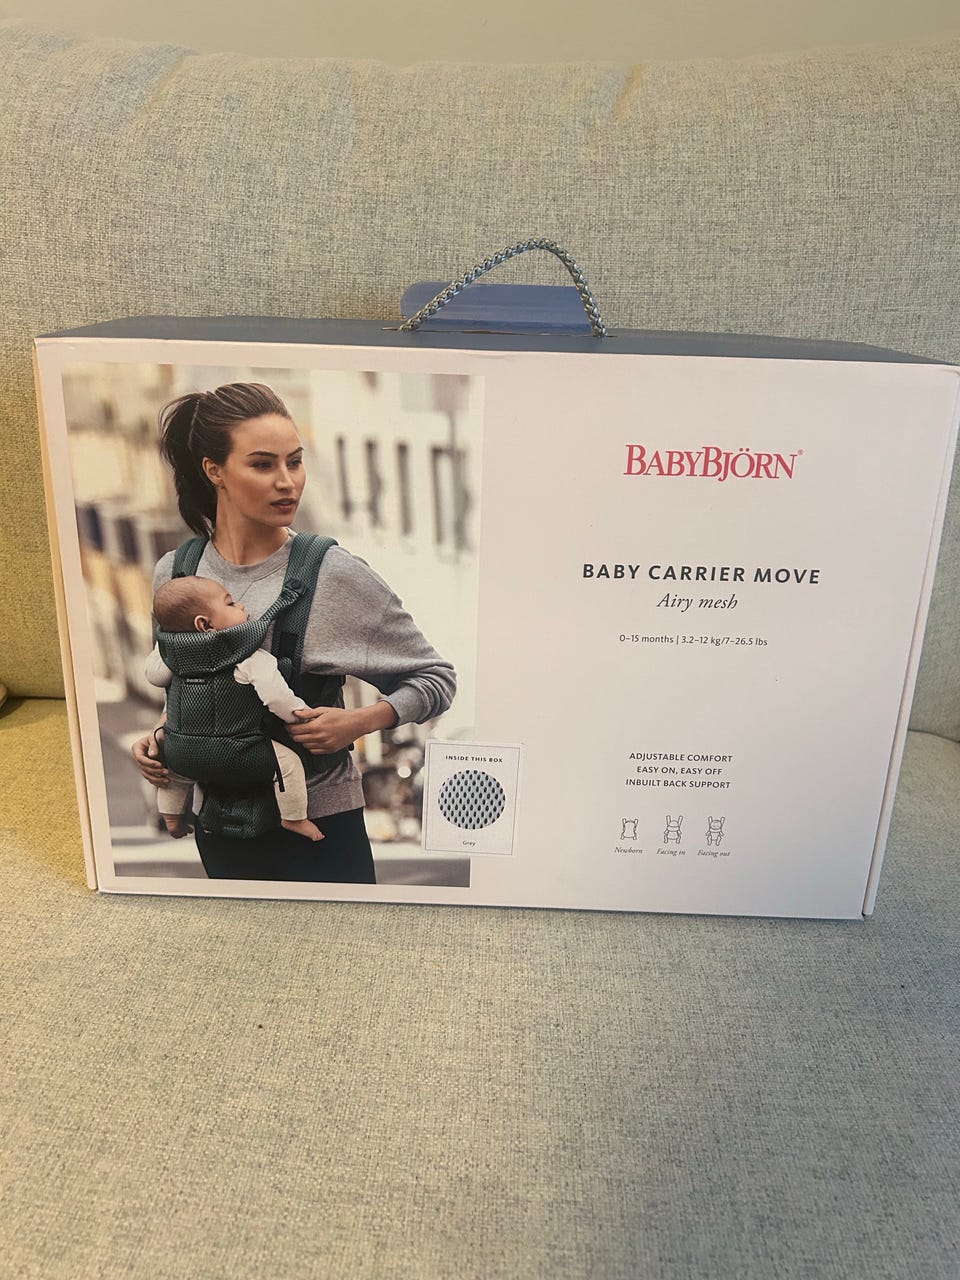 BABYBJÖRN®
BABY CARRIER MOVE
Airy mesh
0–15 months | 3.2–12 kg/7–26.5 lbs
BABYBJÖRN
INSIDE THIS BOX
Grey
ADJUSTABLE COMFORT
EASY ON, EASY OFF
INBUILT BACK SUPPORT
Newborn Facing in Facing out